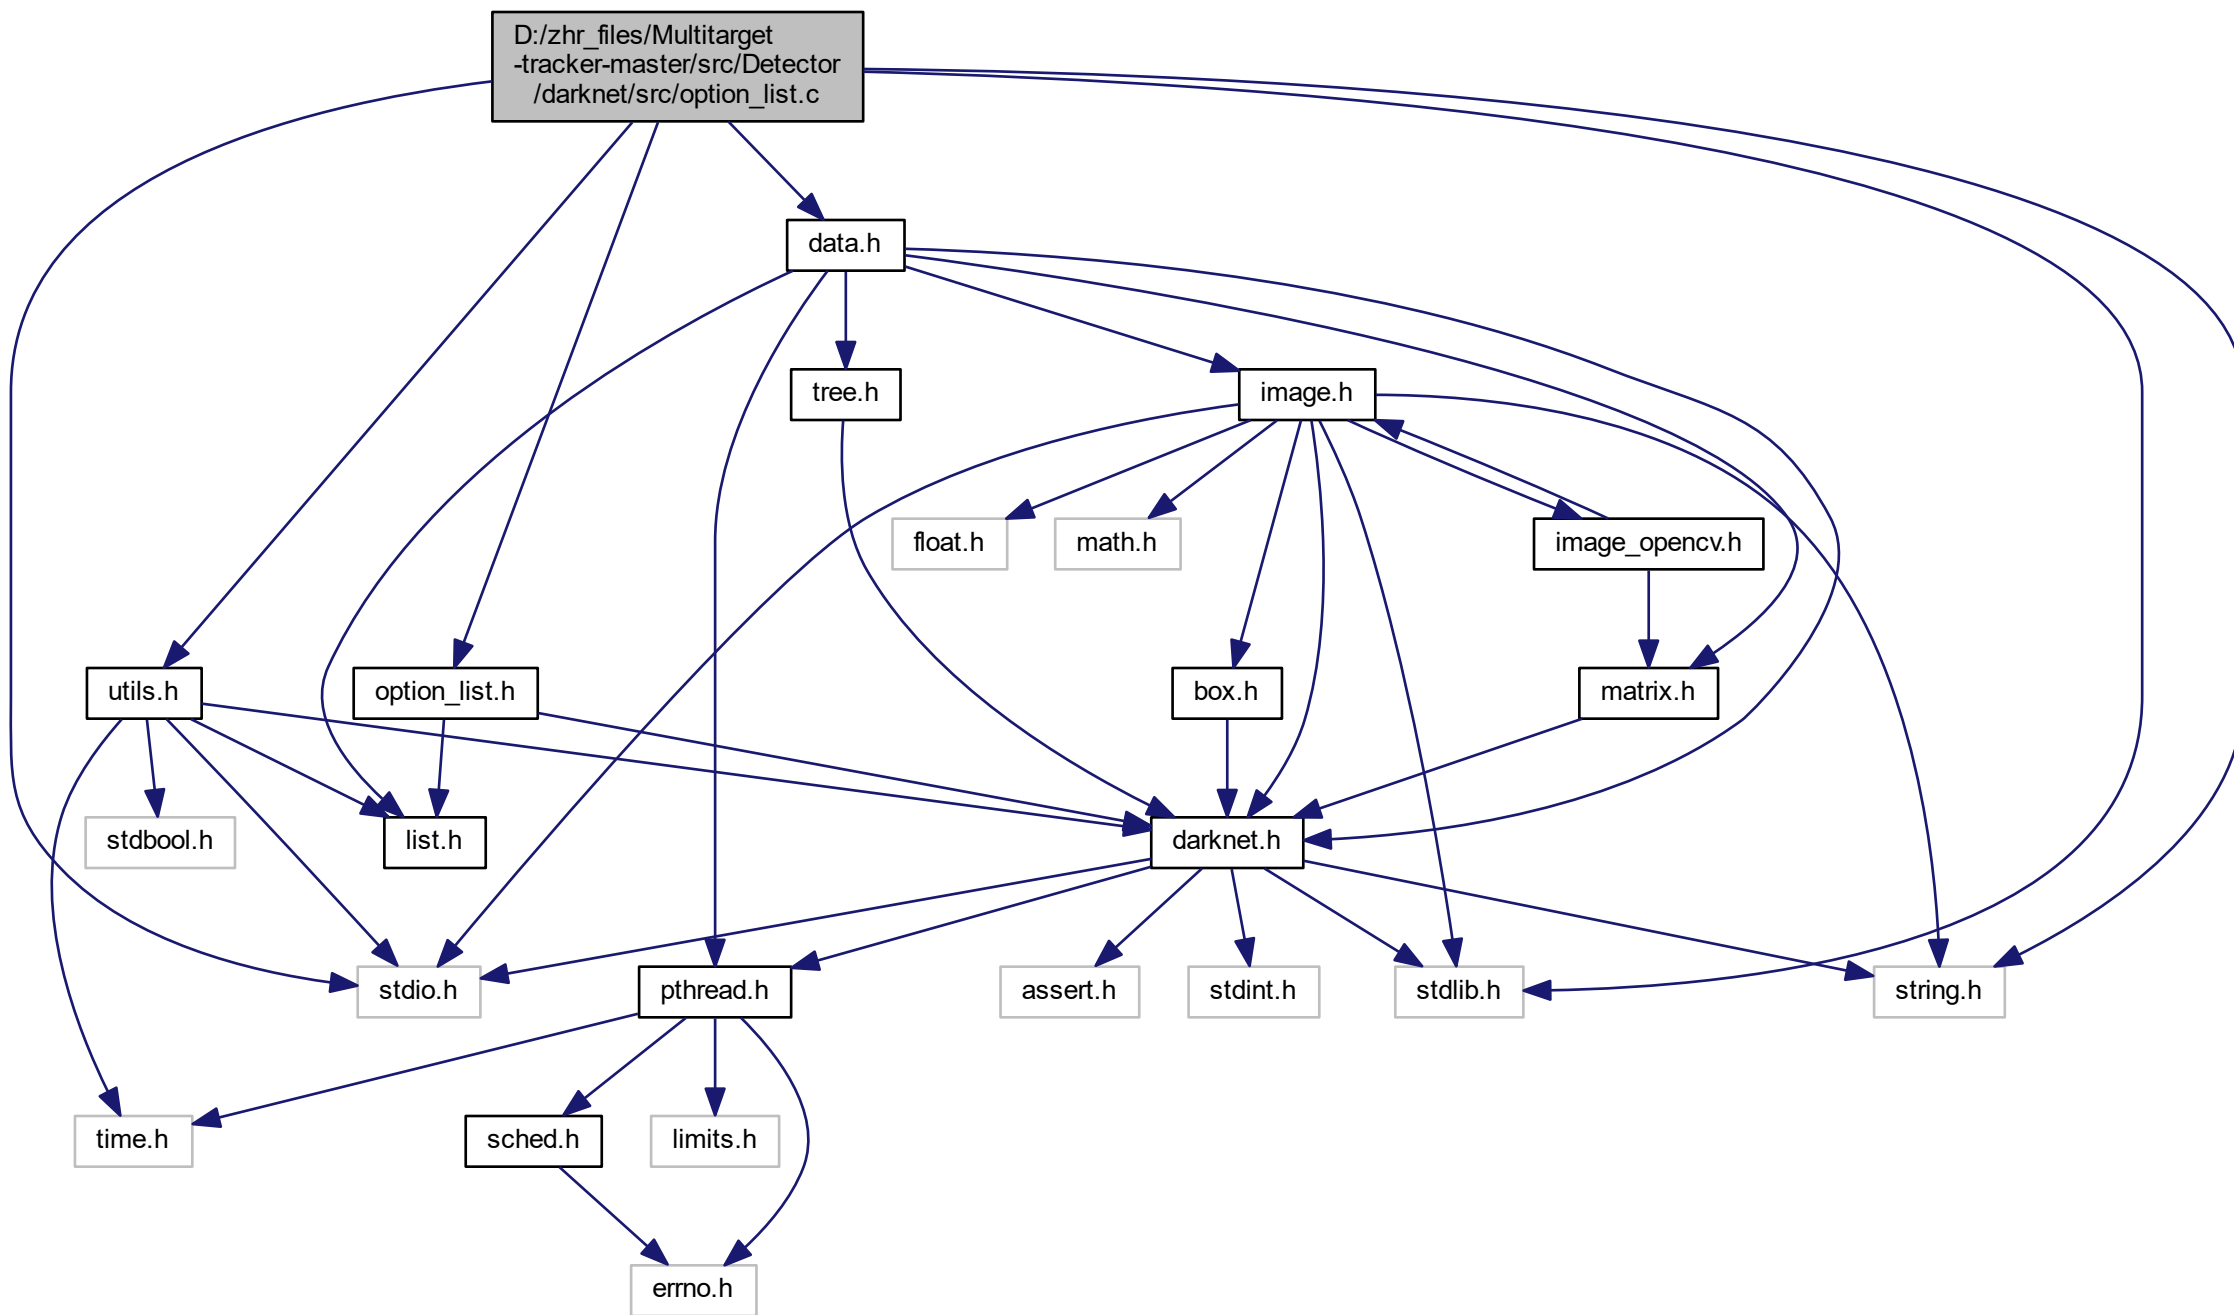 D:/zhr_files/Multitarget
-tracker-master/src/Detector
/darknet/src/option_list.c
data.h
tree.h
image.h
float.h
math.h
image_opencv.h
utils.h
option_list.h
box.h
matrix.h
stdbool.h
list.h
darknet.h
stdio.h
pthread.h
assert.h
stdint.h
stdlib.h
string.h
time.h
sched.h
limits.h
errno.h